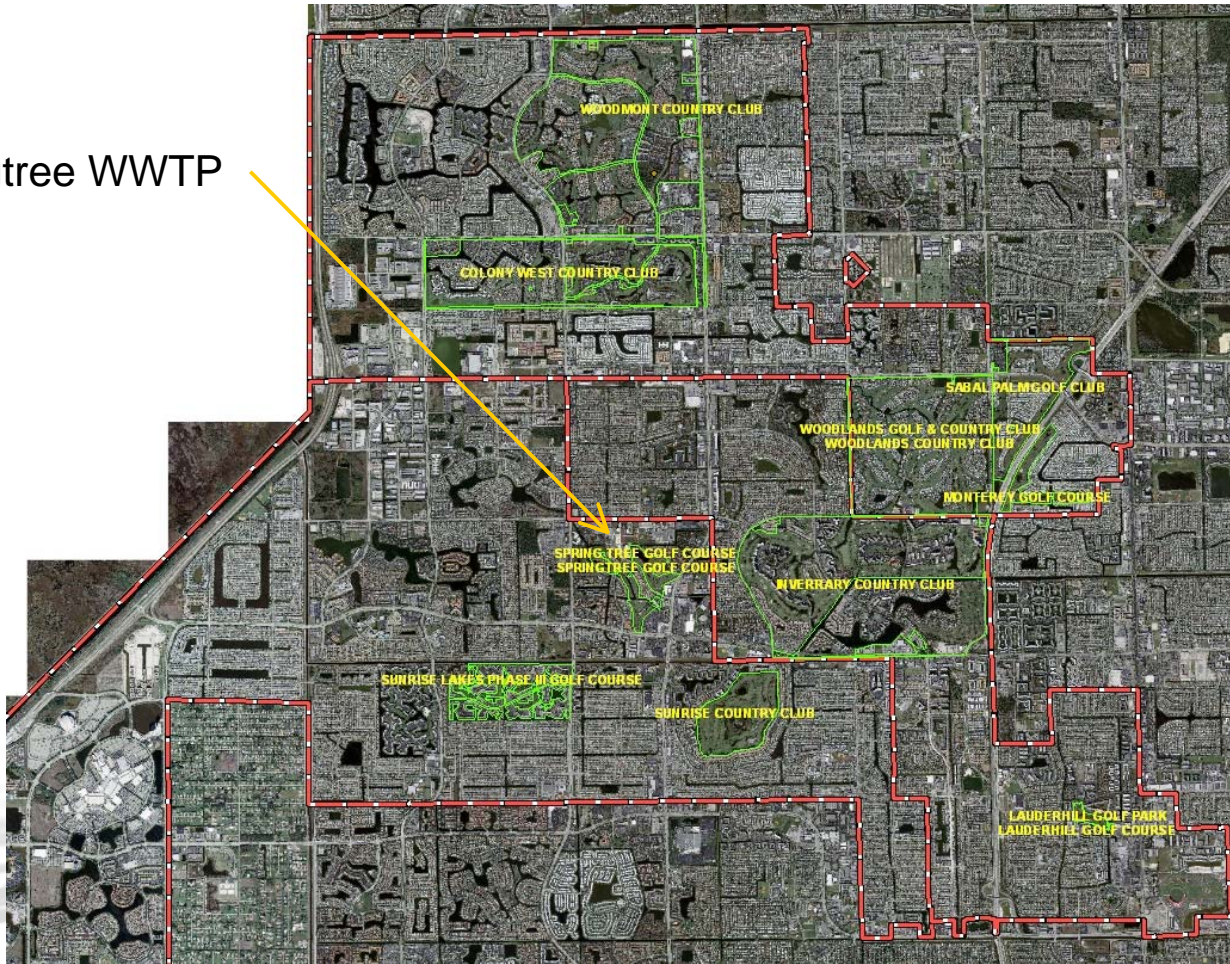 WOODMONT COUNTRY CLUB
tree WWTP
COLONY WEST COUNTRY CLUB
SABAL PALM GOLF CLUB
WOODLANDS GOLF & COUNTRY CLUB
WOODLANDS COUNTRY CLUB
MONTEREY GOLF COURSE
SPRING TREE GOLF COURSE
SPRINGTREE GOLF COURSE
INVERRARY COUNTRY CLUB
SUNRISE LAKES PHASE III GOLF COURSE
SUNRISE COUNTRY CLUB
LAUDERHILL GOLF PARK
LAUDERHILL GOLF COURSE